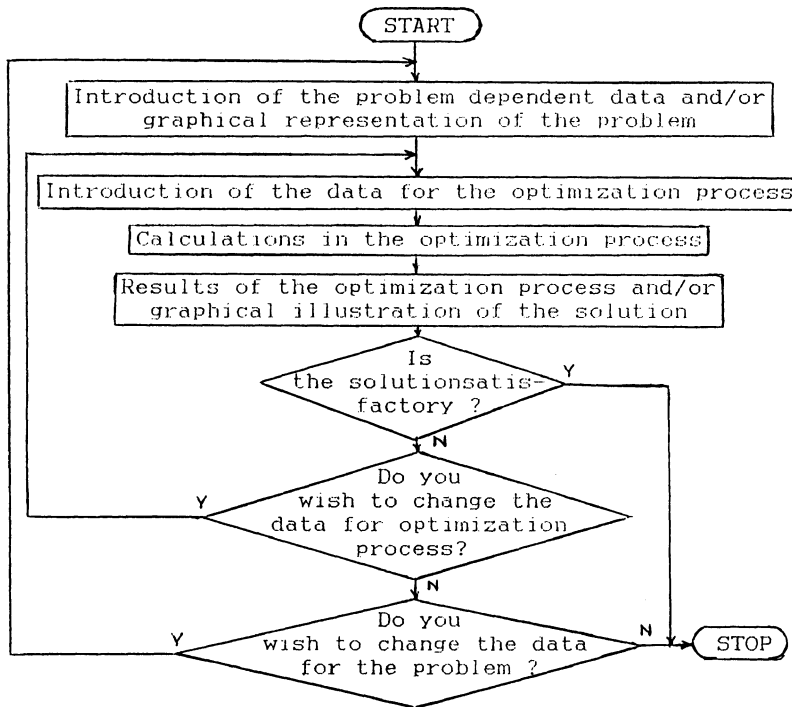 START
Introduction of the problem dependent data and/or
graphical representation of the problem
Introduction of the data for the optimization process
Calculations in the optimization process
Results of the optimization process and/or
graphical illustration of the solution
Is
the solutionsatis-
factory ?
Y
N
Do you
wish to change the
data for optimization
process?
Y
N
Do you
wish to change the data
for the problem ?
Y
N
STOP